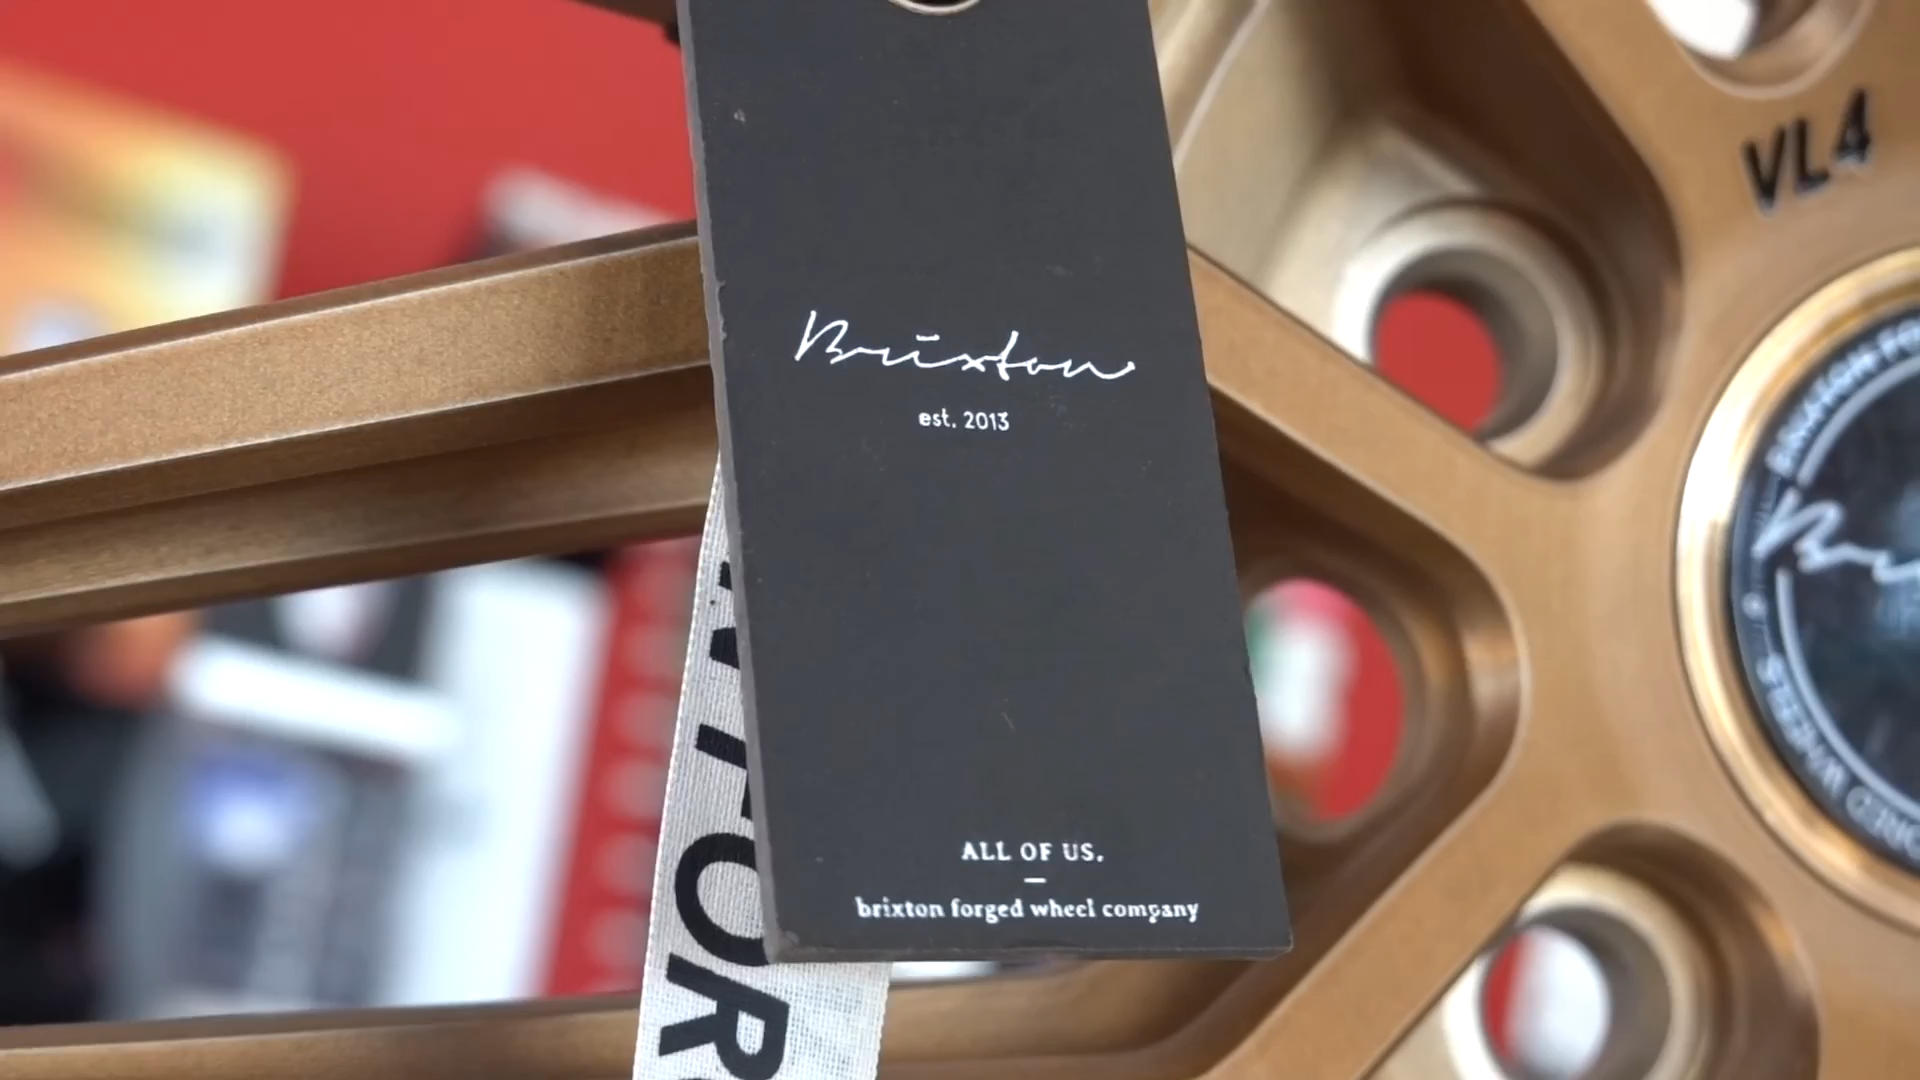 VL4
Brixton
est. 2013
ALL OF US.
brixton forged wheel company